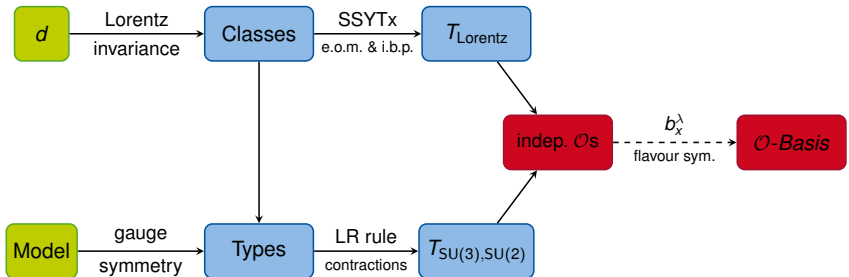 d
Lorentz
invariance
Classes
SSYTx
e.o.m. & i.b.p.
T_Lorentz
indep. 𝒪s
b_x^λ
flavour sym.
𝒪-Basis
Model
gauge
symmetry
Types
LR rule
contractions
T_SU(3),SU(2)